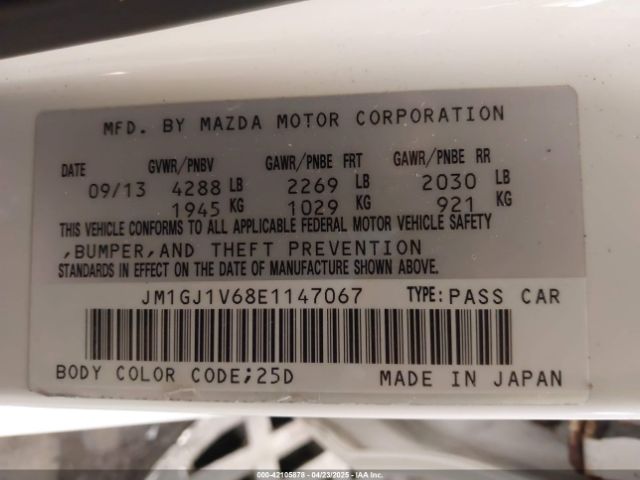 MFD. BY MAZDA MOTOR CORPORATION
DATE GVWR/PNBV GAWR/PNBE FRT GAWR/PNBE RR
09/13 4288 LB 2269 LB 2030 LB
1945 KG 1029 KG 921 KG
THIS VEHICLE CONFORMS TO ALL APPLICABLE FEDERAL MOTOR VEHICLE SAFETY
,BUMPER,AND THEFT PREVENTION
STANDARDS IN EFFECT ON THE DATE OF MANUFACTURE SHOWN ABOVE.
JM1GJ1V68E1147067 TYPE: PASS CAR
BODY COLOR CODE;25D MADE IN JAPAN
000-42105878 - 04/23/2025 - IAA Inc.